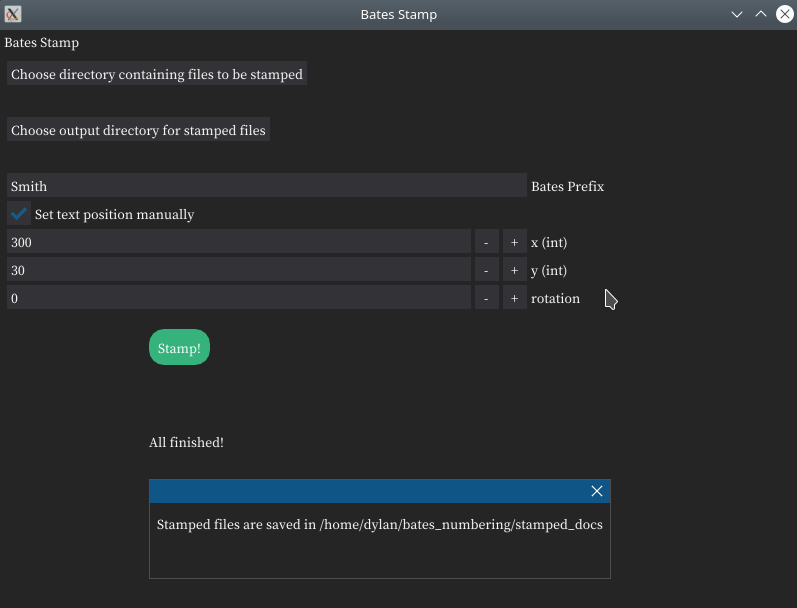 Bates Stamp
Bates Stamp
Choose directory containing files to be stamped
Choose output directory for stamped files
Smith Bates Prefix
Set text position manually
300 - + x (int)
30 - + y (int)
0 - + rotation
Stamp!
All finished!
Stamped files are saved in /home/dylan/bates_numbering/stamped_docs